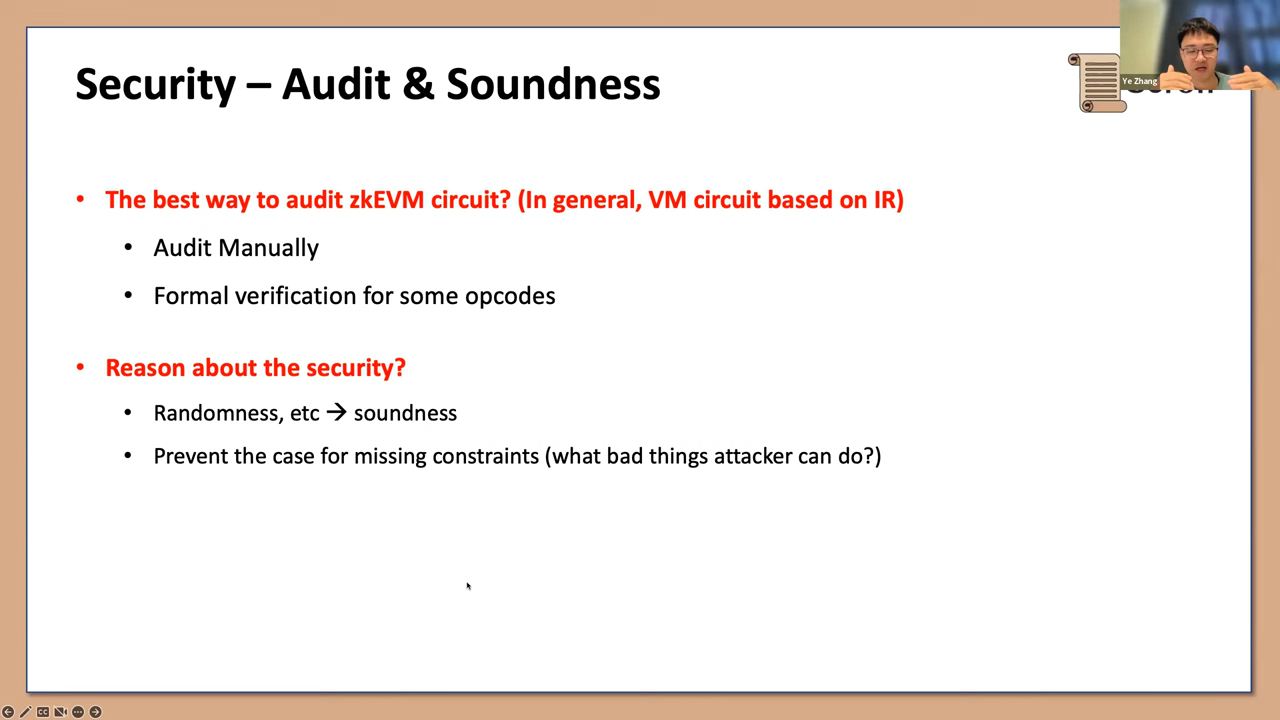 Security – Audit & Soundness
Ye Zhang
• The best way to audit zkEVM circuit? (In general, VM circuit based on IR)
• Audit Manually
• Formal verification for some opcodes
• Reason about the security?
• Randomness, etc → soundness
• Prevent the case for missing constraints (what bad things attacker can do?)
CC